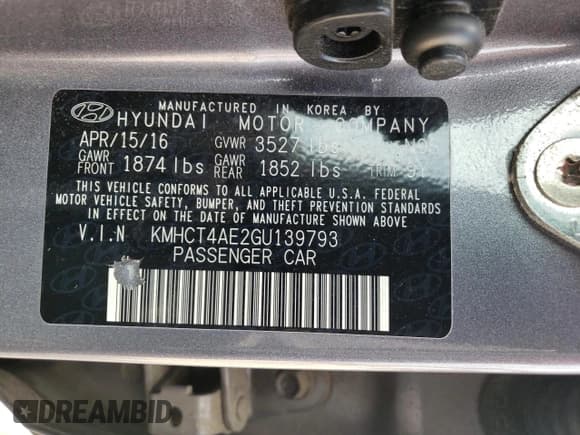 MANUFACTURED IN KOREA BY
HYUNDAI MOTOR COMPANY
APR/15/16 GVWR 3527 lbs
GAWR FRONT 1874 lbs GAWR REAR 1852 lbs TRIM
THIS VEHICLE CONFORMS TO ALL APPLICABLE U.S.A. FEDERAL
MOTOR VEHICLE SAFETY, BUMPER, AND THEFT PREVENTION STANDARDS
IN EFFECT ON THE DATE OF MANUFACTURE SHOWN ABOVE
V.I.N KMHCT4AE2GU139793
PASSENGER CAR
DREAMBID